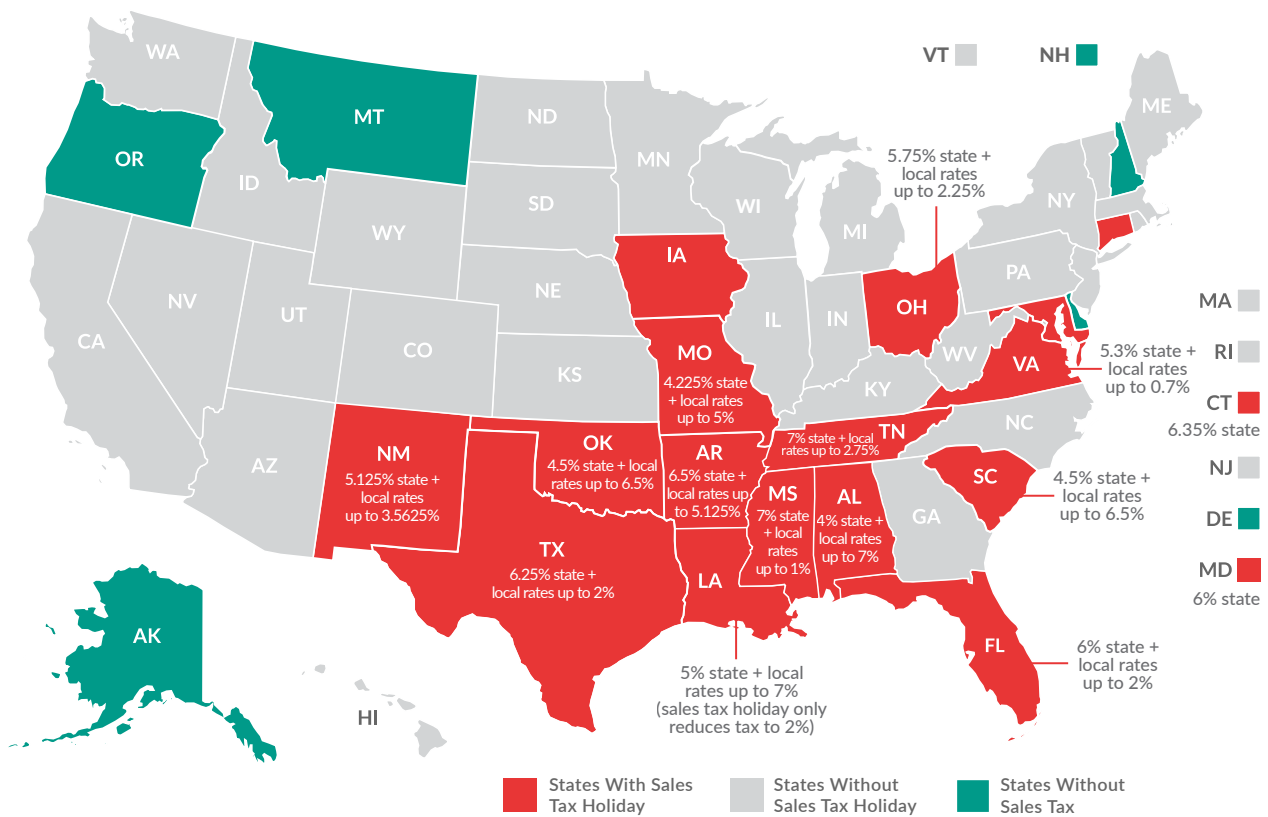 VT
NH
WA
MT
ND
OR
MN
ME
ID
SD
WI
MI
NY
5.75% state +
local rates
up to 2.25%
WY
IA
PA
NE
NV
UT
IL
IN
OH
CA
CO
KS
MO
4.225% state
+ local rates
up to 5%
KY
WV
VA
5.3% state +
local rates
up to 0.7%
MA
RI
CT
6.35% state
NJ
DE
MD
6% state
AZ
NM
5.125% state +
local rates
up to 3.5625%
OK
4.5% state + local
rates up to 6.5%
AR
6.5% state +
local rates up
to 5.125%
TN
7% state + local
rates up to 2.75%
NC
SC
4.5% state +
local rates
up to 6.5%
MS
7% state
+ local
rates
up to 1%
AL
4% state +
local rates
up to 7%
GA
TX
6.25% state +
local rates up to 2%
LA
5% state + local
rates up to 7%
(sales tax holiday only
reduces tax to 2%)
FL
6% state +
local rates
up to 2%
AK
HI
States With Sales
Tax Holiday
States Without
Sales Tax Holiday
States Without
Sales Tax